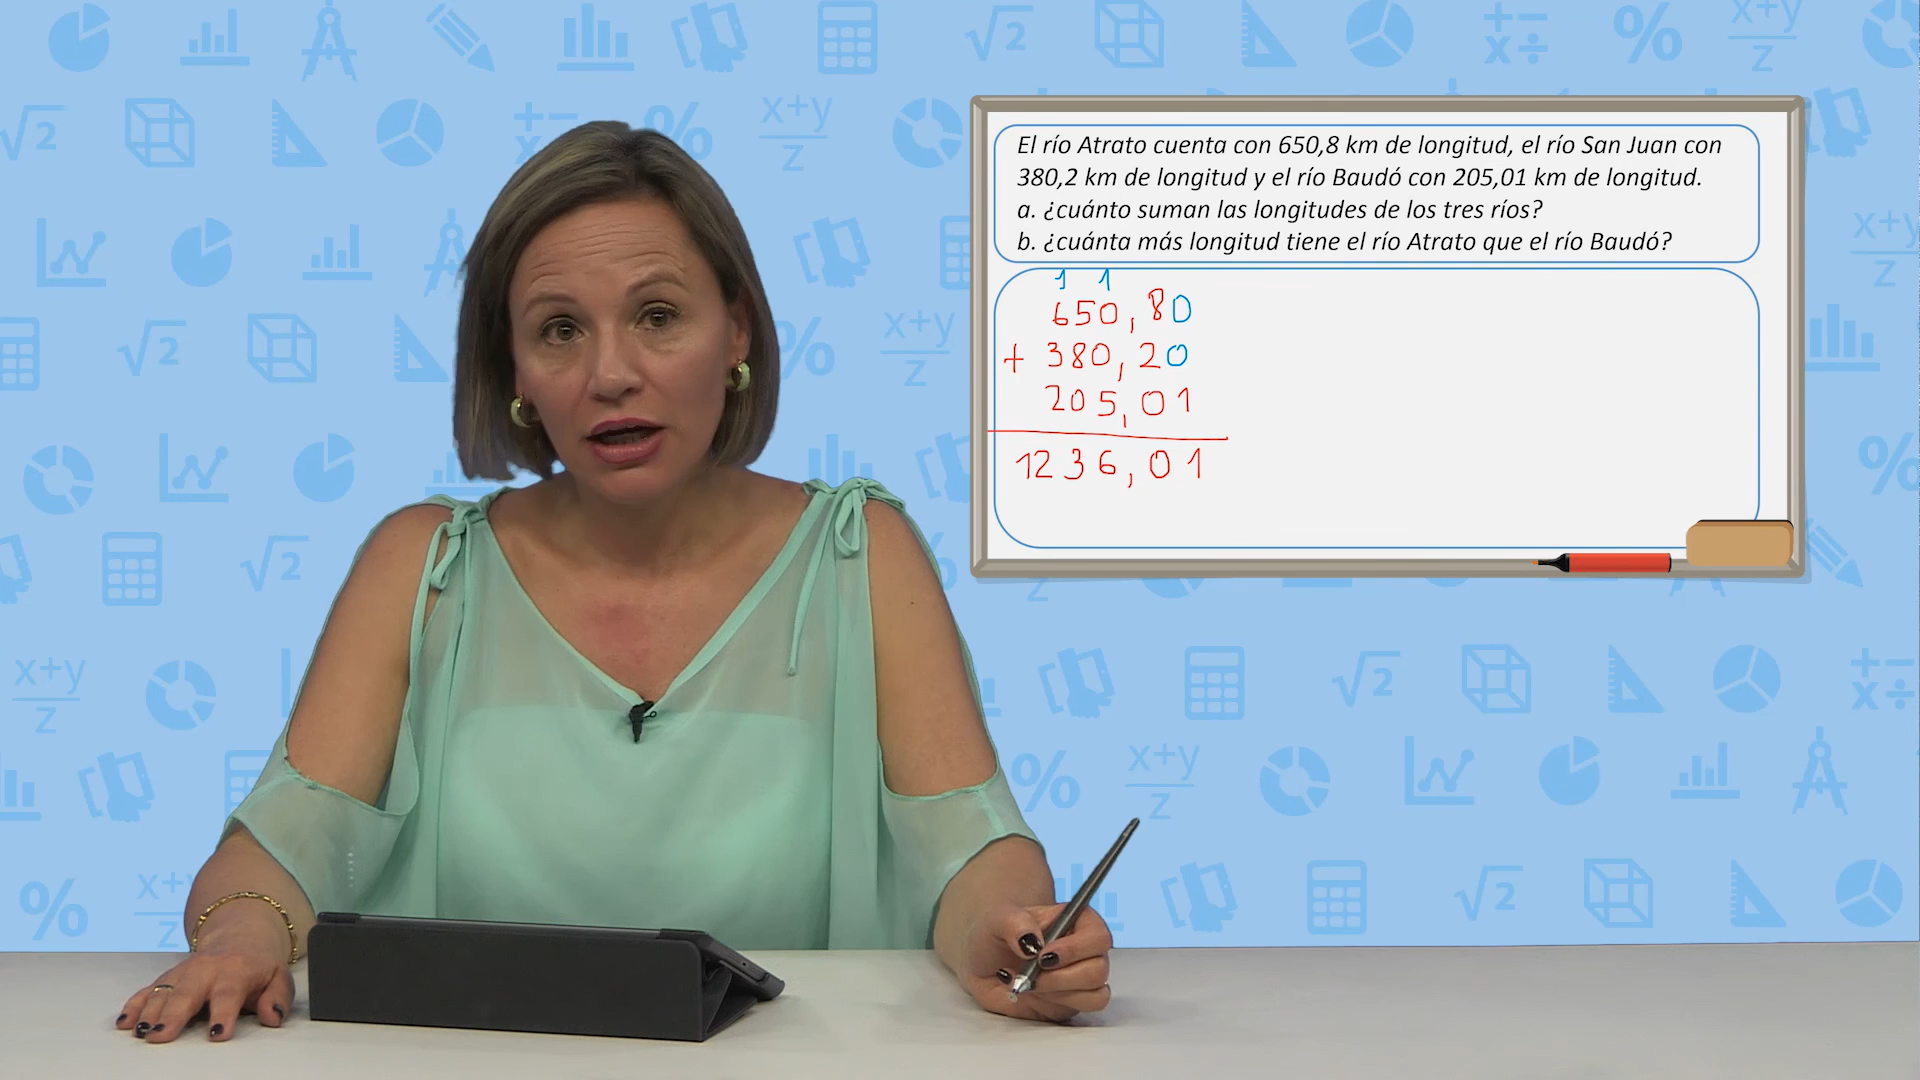 El río Atrato cuenta con 650,8 km de longitud, el río San Juan con
380,2 km de longitud y el río Baudó con 205,01 km de longitud.
a. ¿cuánto suman las longitudes de los tres ríos?
b. ¿cuánta más longitud tiene el río Atrato que el río Baudó?
1 1
650,80
+ 380,20
205,01
1236,01